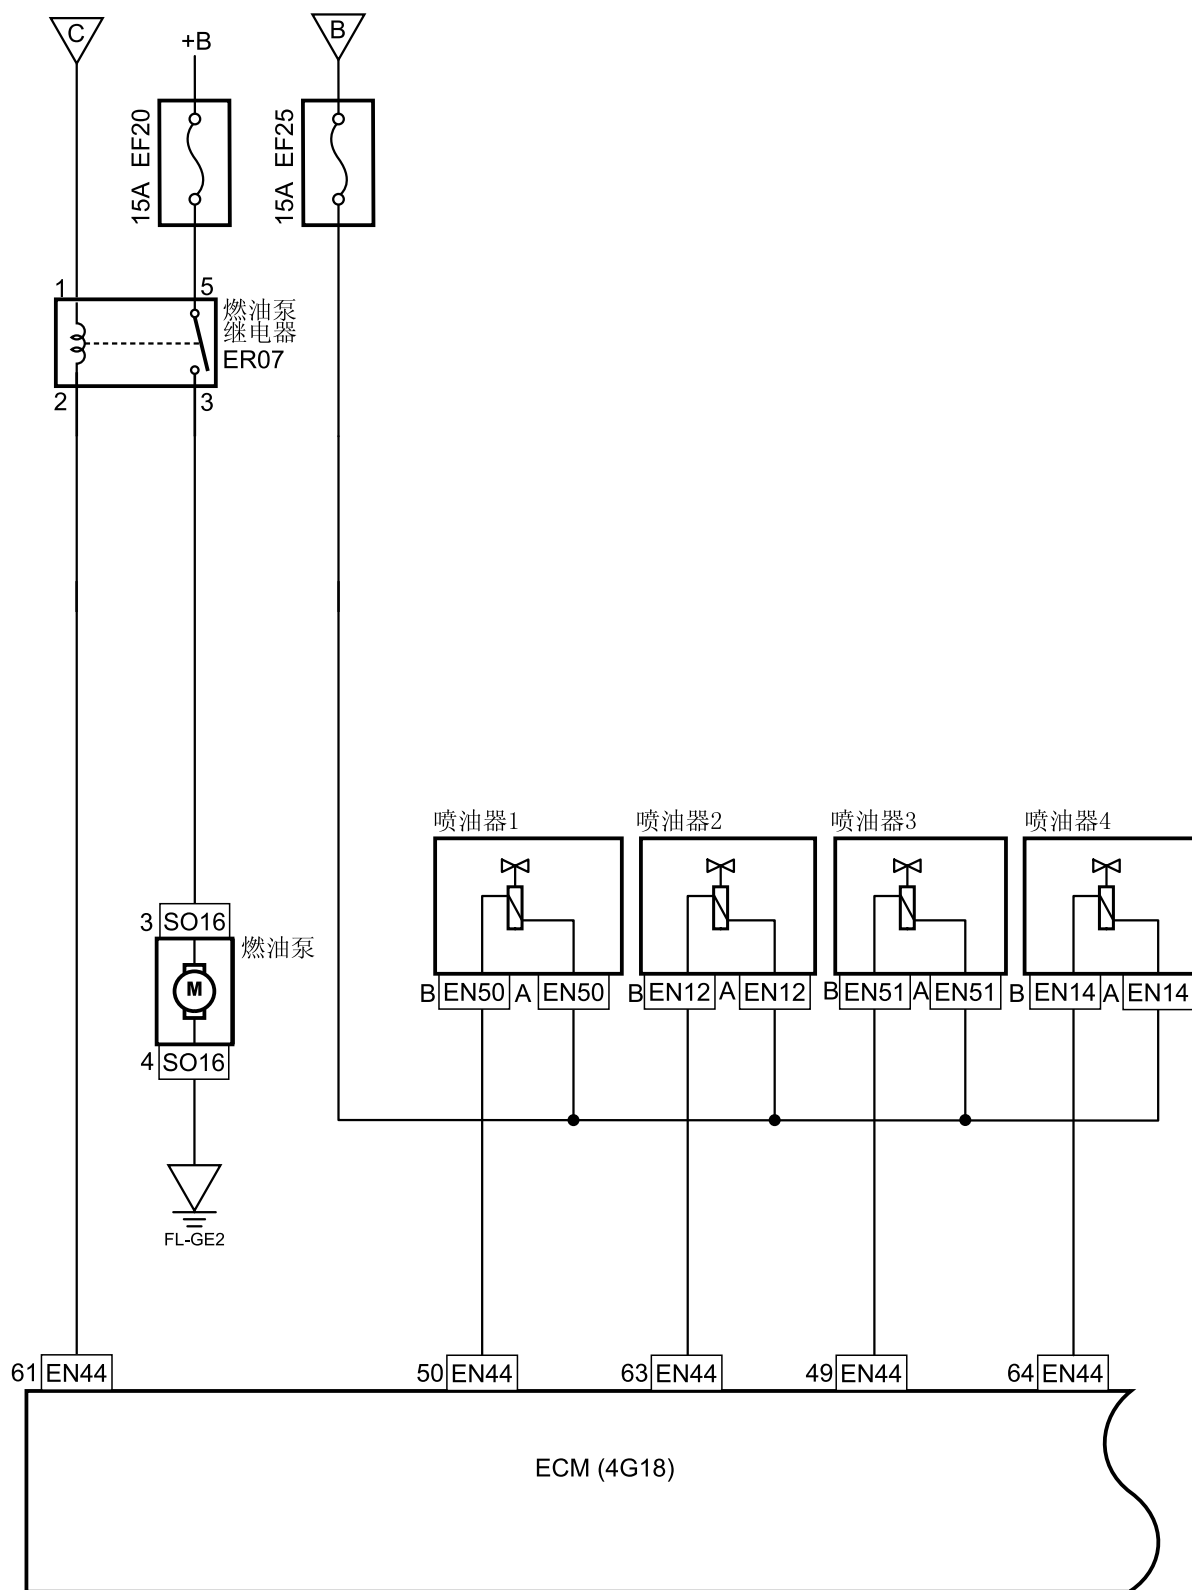 C
+B
B
15A EF20
15A EF25
1
5
燃油泵
继电器
ER07
2
3
喷油器1
喷油器2
喷油器3
喷油器4
3 SO16
燃油泵
M
B EN50 A EN50
B EN12 A EN12
B EN51 A EN51
B EN14 A EN14
4 SO16
FL-GE2
61 EN44
50 EN44
63 EN44
49 EN44
64 EN44
ECM (4G18)